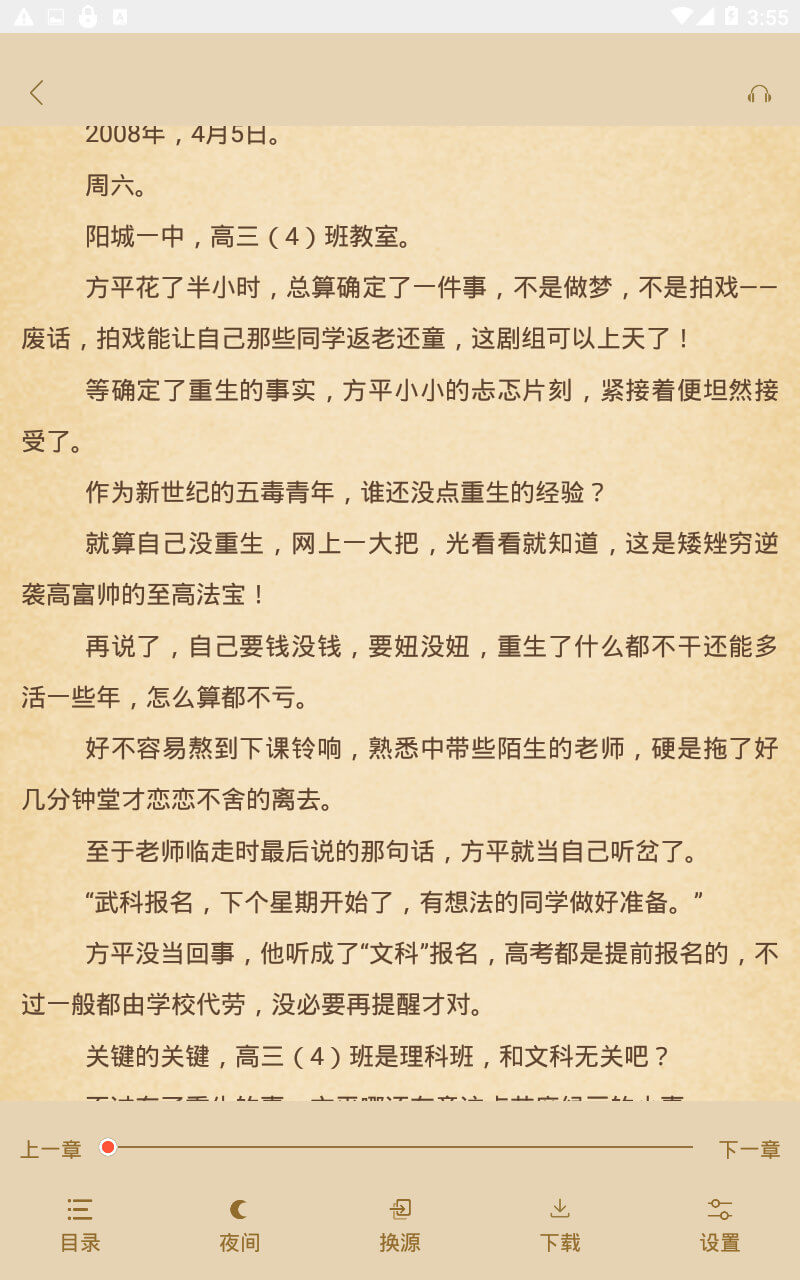 3:55
2008年，4月5日。
周六。
阳城一中，高三（4）班教室。
方平花了半小时，总算确定了一件事，不是做梦，不是拍戏——
废话，拍戏能让自己那些同学返老还童，这剧组可以上天了！
等确定了重生的事实，方平小小的忐忑片刻，紧接着便坦然接
受了。
作为新世纪的五毒青年，谁还没点重生的经验？
就算自己没重生，网上一大把，光看看就知道，这是矮矬穷逆
袭高富帅的至高法宝！
再说了，自己要钱没钱，要妞没妞，重生了什么都不干还能多
活一些年，怎么算都不亏。
好不容易熬到下课铃响，熟悉中带些陌生的老师，硬是拖了好
几分钟堂才恋恋不舍的离去。
至于老师临走时最后说的那句话，方平就当自己听岔了。
“武科报名，下个星期开始了，有想法的同学做好准备。”
方平没当回事，他听成了“文科”报名，高考都是提前报名的，不
过一般都由学校代劳，没必要再提醒才对。
关键的关键，高三（4）班是理科班，和文科无关吧？
上一章 下一章
目录 夜间 换源 下载 设置